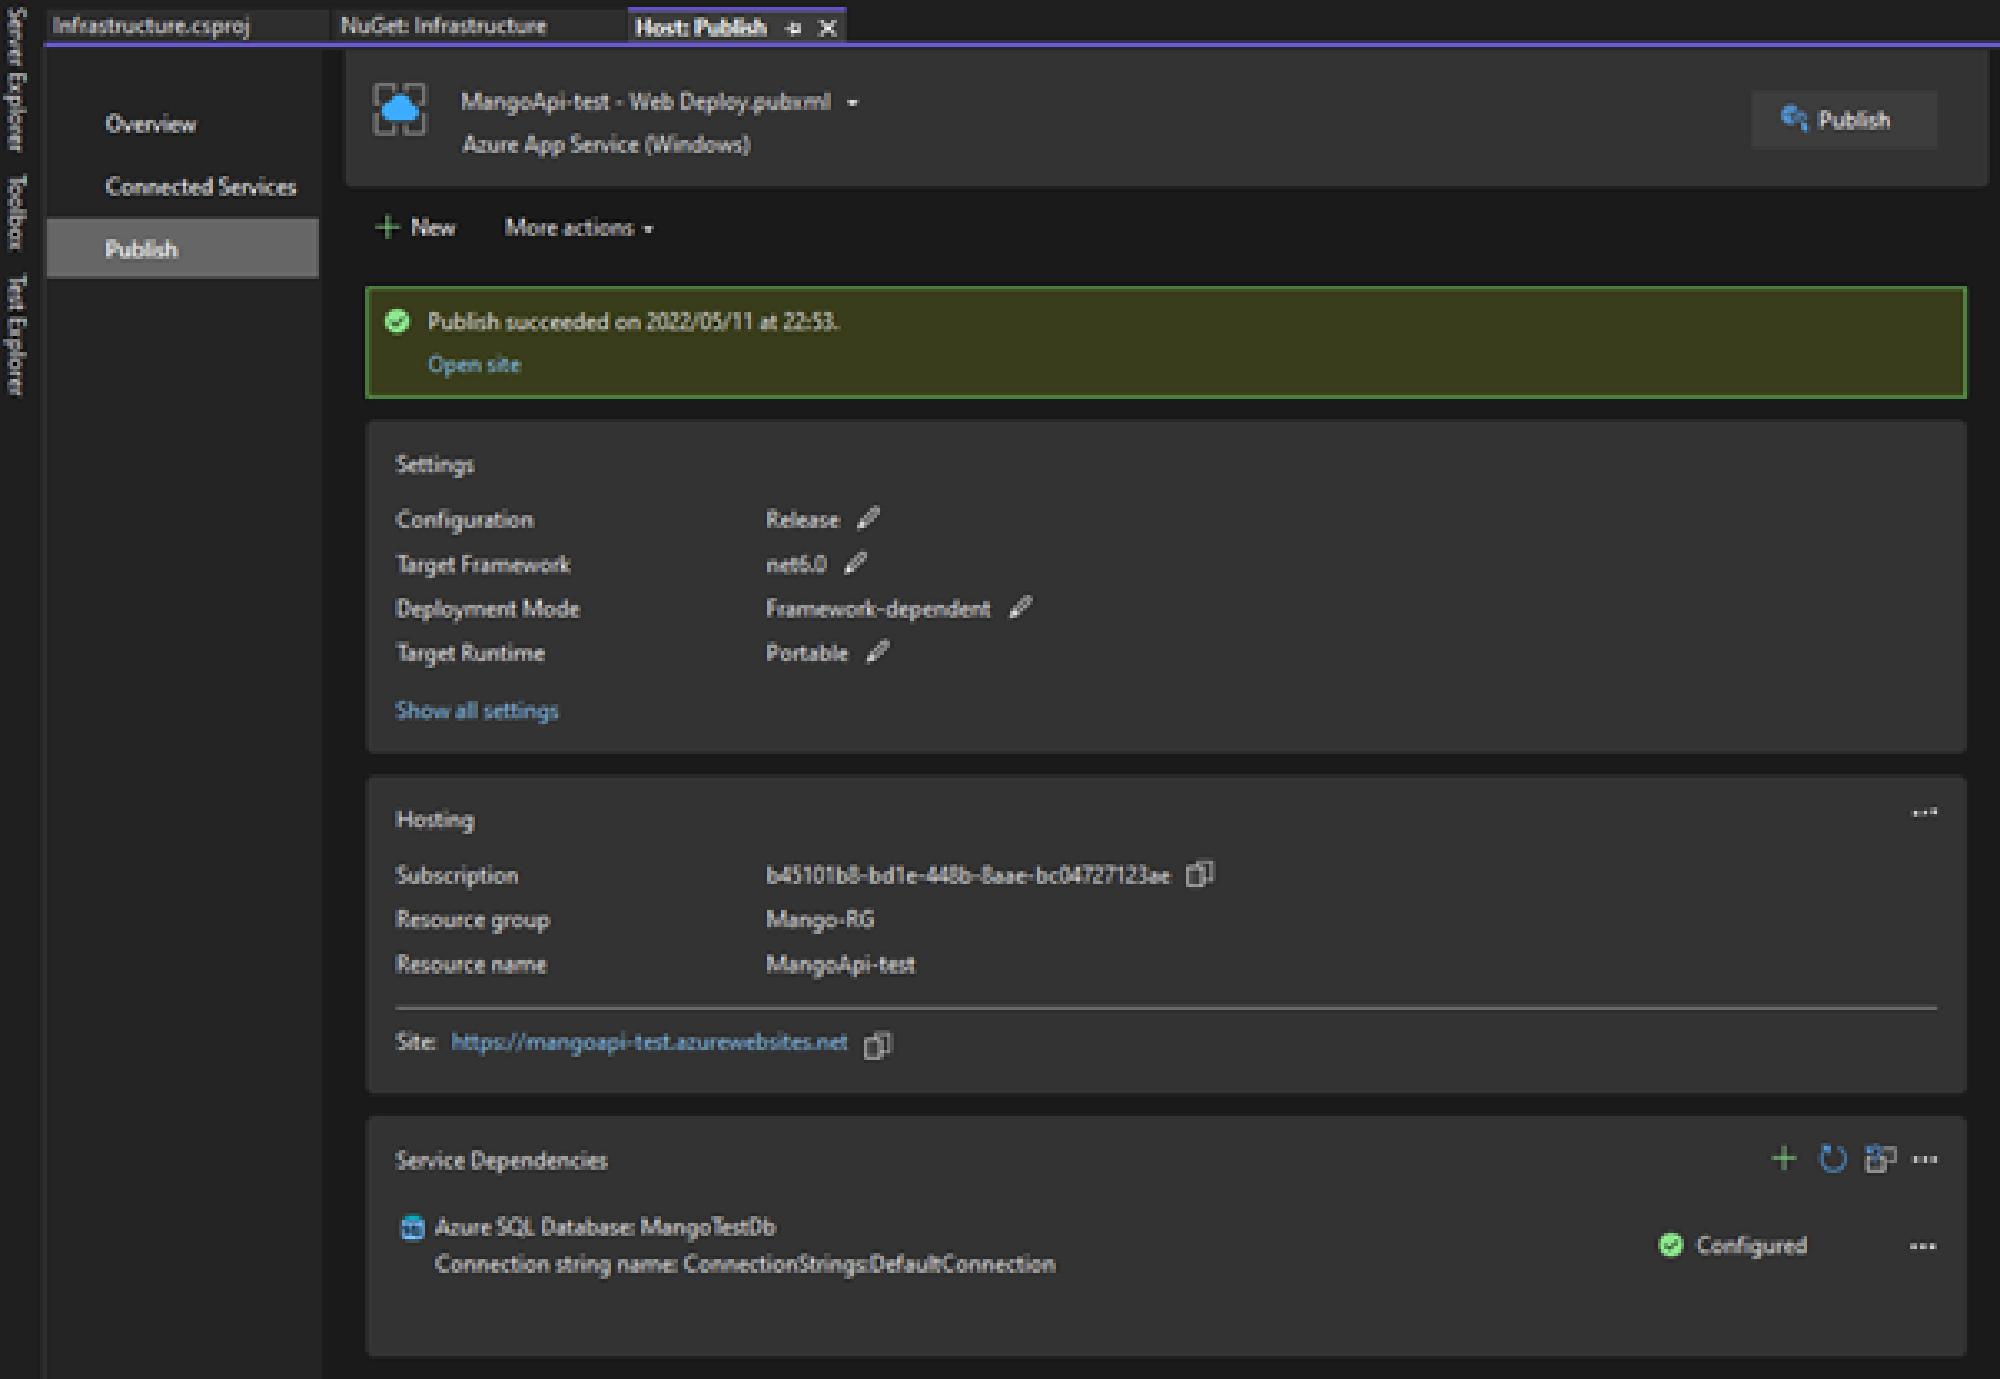 Server Explorer
Toolbox
Test Explorer
Infrastructure.csproj
NuGet: Infrastructure
Host: Publish
Overview
Connected Services
Publish
MangoApi-test - Web Deploy.pubxml
Azure App Service (Windows)
Publish
New
More actions
Publish succeeded on 2022/05/11 at 22:53.
Open site
Settings
Configuration Release
Target Framework net6.0
Deployment Mode Framework-dependent
Target Runtime Portable
Show all settings
Hosting
Subscription b45101b8-bd1e-448b-8aae-bc04727123ae
Resource group Mango-RG
Resource name MangoApi-test
Site: https://mangoapi-test.azurewebsites.net
Service Dependencies
Azure SQL Database: MangoTestDb
Connection string name: ConnectionStrings:DefaultConnection
Configured